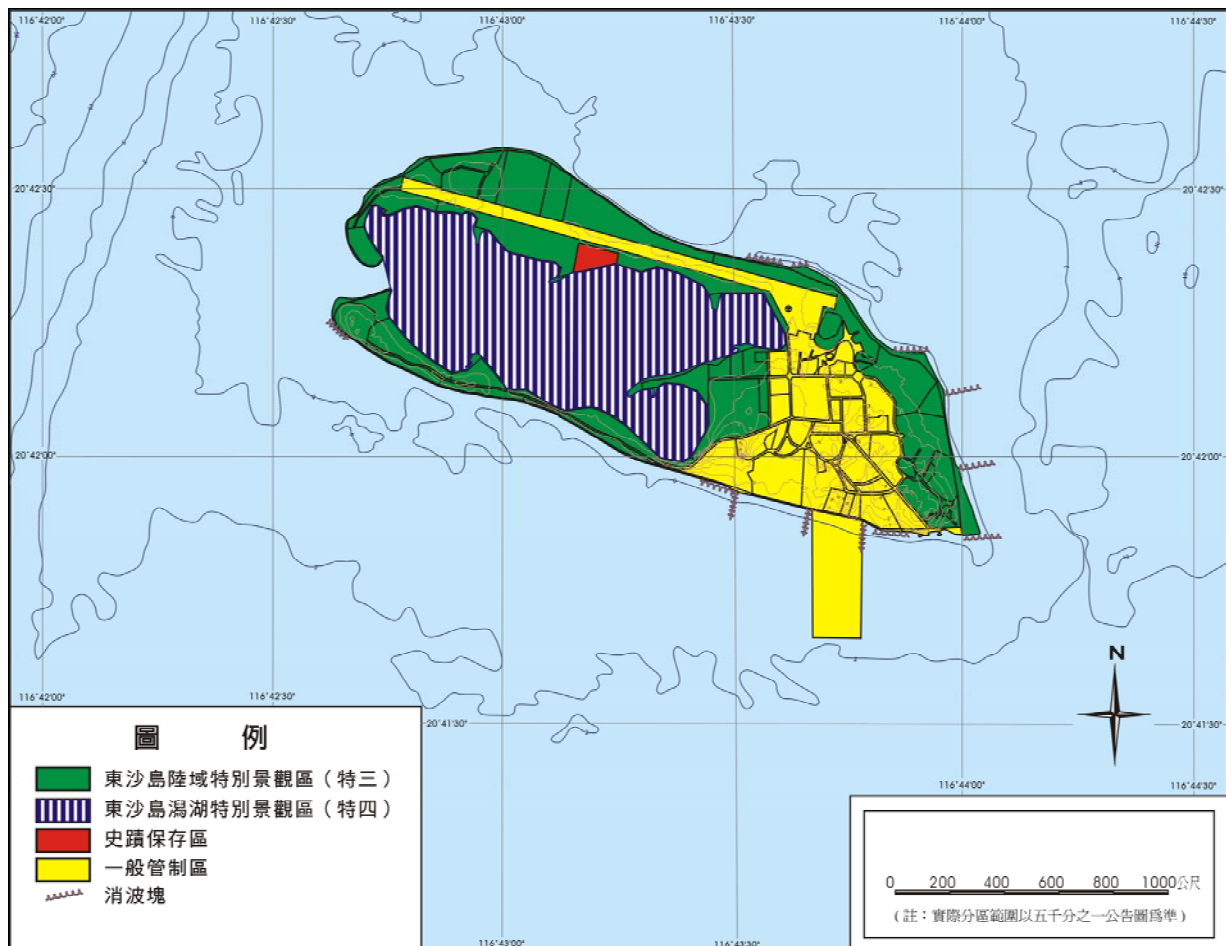 116°42'00" 116°42'30" 116°43'00" 116°43'30" 116°44'00" 116°44'30"
20°42'30" 20°42'30"
20°42'00" 20°42'00"
N
116°42'00" 116°42'30"
20°41'30" 20°41'30"
圖 例
東沙島陸域特別景觀區(特三)
東沙島潟湖特別景觀區(特四)
史蹟保存區
一般管制區
消波塊
116°44'00" 116°44'30"
0 200 400 600 800 1000公尺
(註:實際分區範圍以五千分之一公告圖爲準)
116°43'00" 116°43'30"